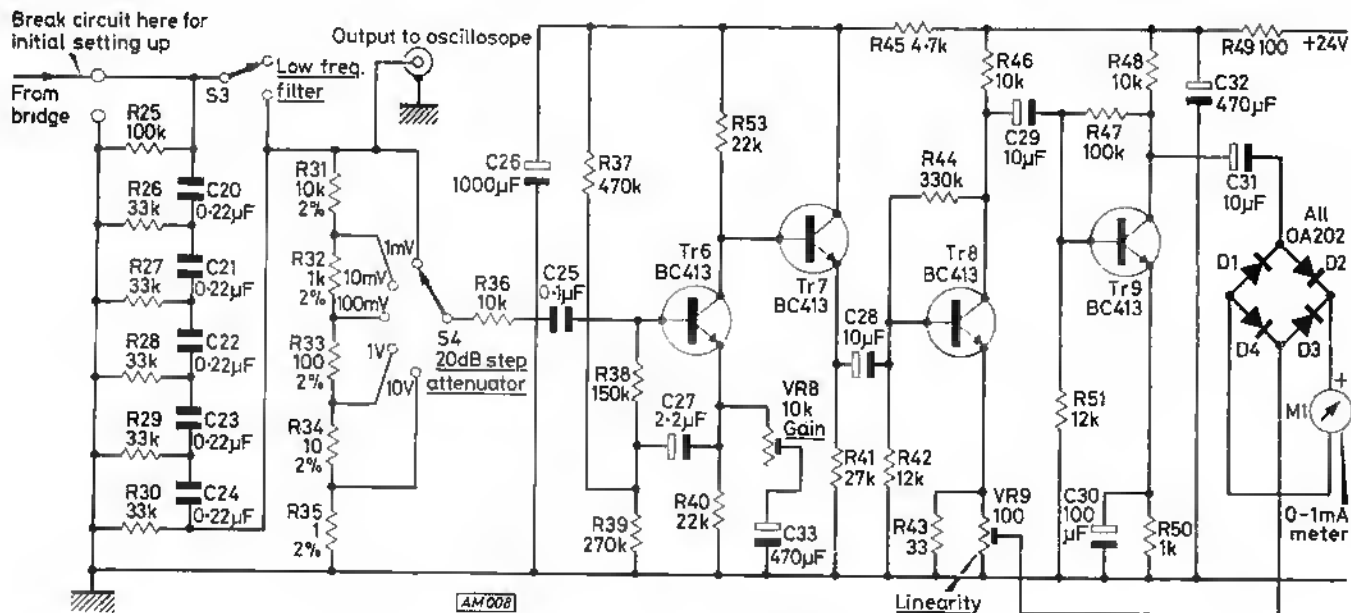 Break circuit here for
initial setting up
From
bridge
S3
Low freq.
filter
Output to oscillosope
R25
100k
R26
33k
R27
33k
R28
33k
R29
33k
R30
33k
C20
0·22µF
C21
0·22µF
C22
0·22µF
C23
0·22µF
C24
0·22µF
R31
10k
2%
R32
1k
2%
R33
100
2%
R34
10
2%
R35
1
2%
1mV
10mV
100mV
1V
10V
S4
20dB step
attenuator
R36
10k
C25
0·1µF
C26
1000µF
R37
470k
R38
150k
R39
270k
C27
2·2µF
Tr6
BC413
R53
22k
R40
22k
VR8
10k
Gain
C33
470µF
Tr7
BC413
R41
27k
C28
10µF
R42
12k
R45 4·7k
R44
330k
Tr8
BC413
R46
10k
R43
33
VR9
100
Linearity
C29
10µF
R47
100k
R48
10k
R51
12k
Tr9
BC413
C30
100
µF
R50
1k
C32
470µF
R49 100
+24V
C31
10µF
All
OA202
D1
D2
D4
D3
+
M1
0-1mA
meter
AM008